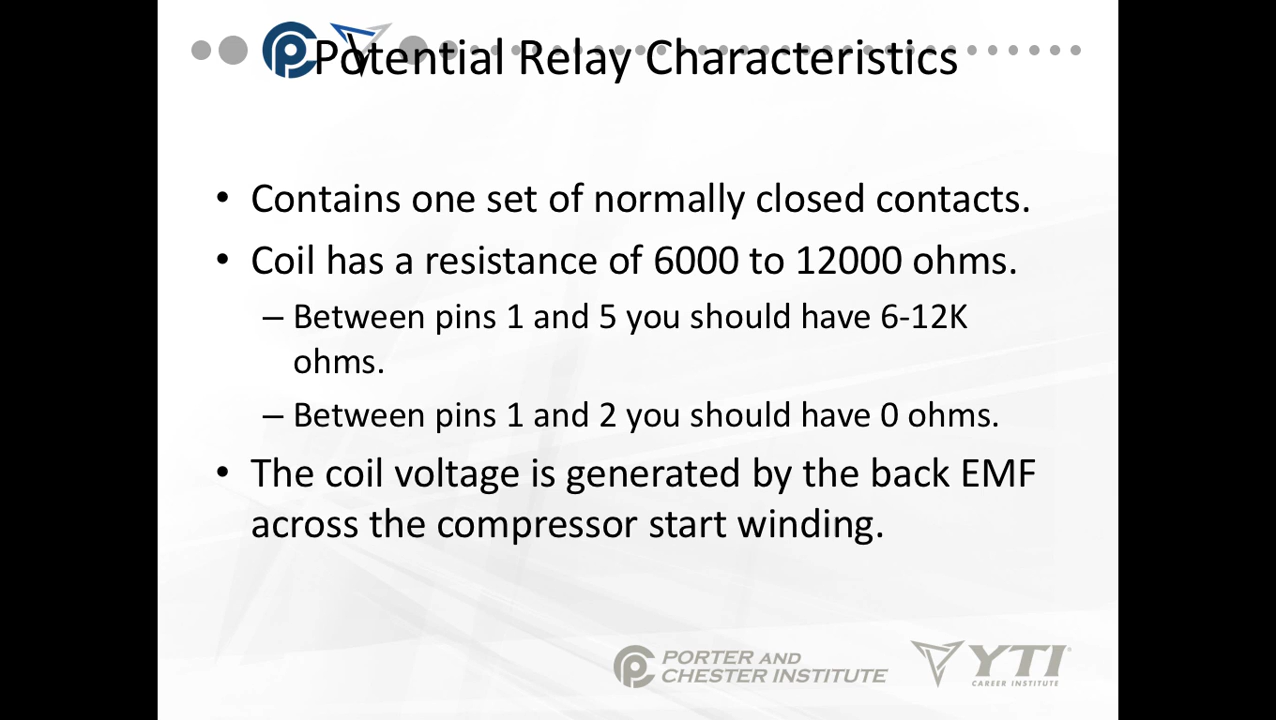 Potential Relay Characteristics
• Contains one set of normally closed contacts.
• Coil has a resistance of 6000 to 12000 ohms.
– Between pins 1 and 5 you should have 6-12K
ohms.
– Between pins 1 and 2 you should have 0 ohms.
• The coil voltage is generated by the back EMF
across the compressor start winding.
PORTER AND
CHESTER INSTITUTE
YTI
CAREER INSTITUTE